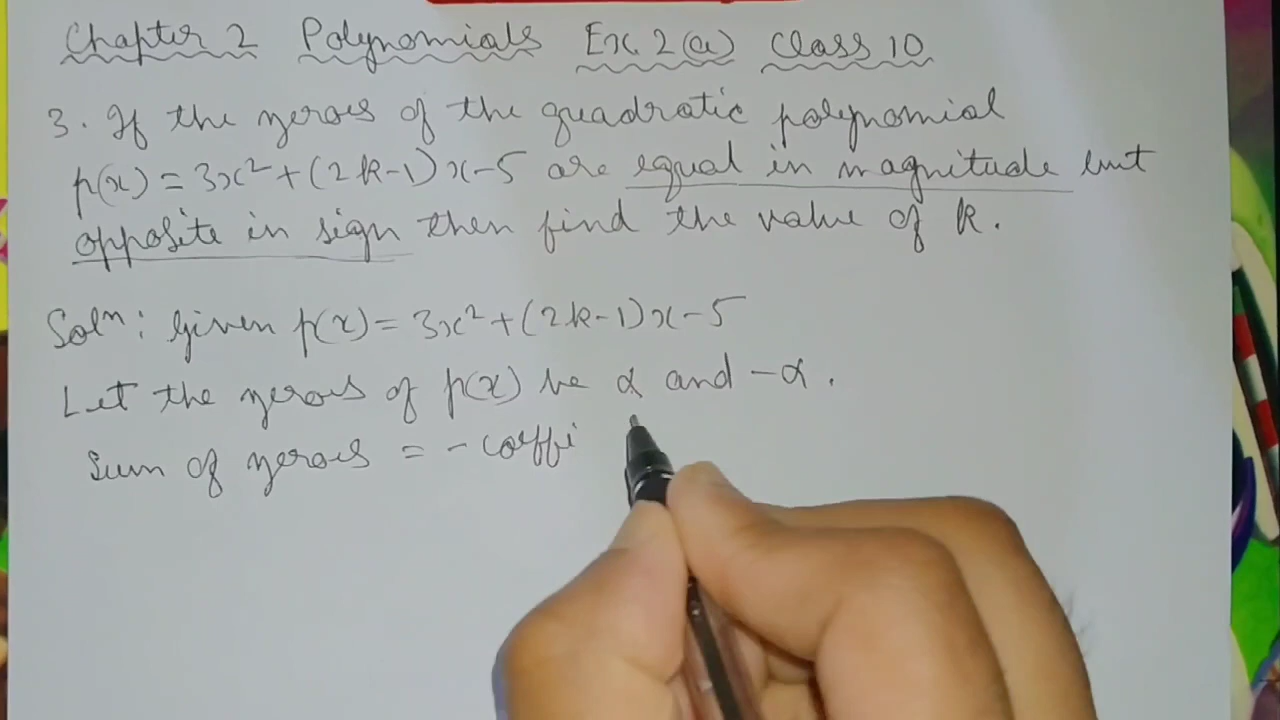 Chapter 2 Polynomials Ex. 2(a) Class 10
3. If the zeroes of the quadratic polynomial
p(x) = 3x² + (2k-1)x - 5 are equal in magnitude but
opposite in sign then find the value of k.
Solⁿ: Given p(x) = 3x² + (2k-1)x - 5
Let the zeroes of p(x) be α and -α.
Sum of zeroes = - coeffi